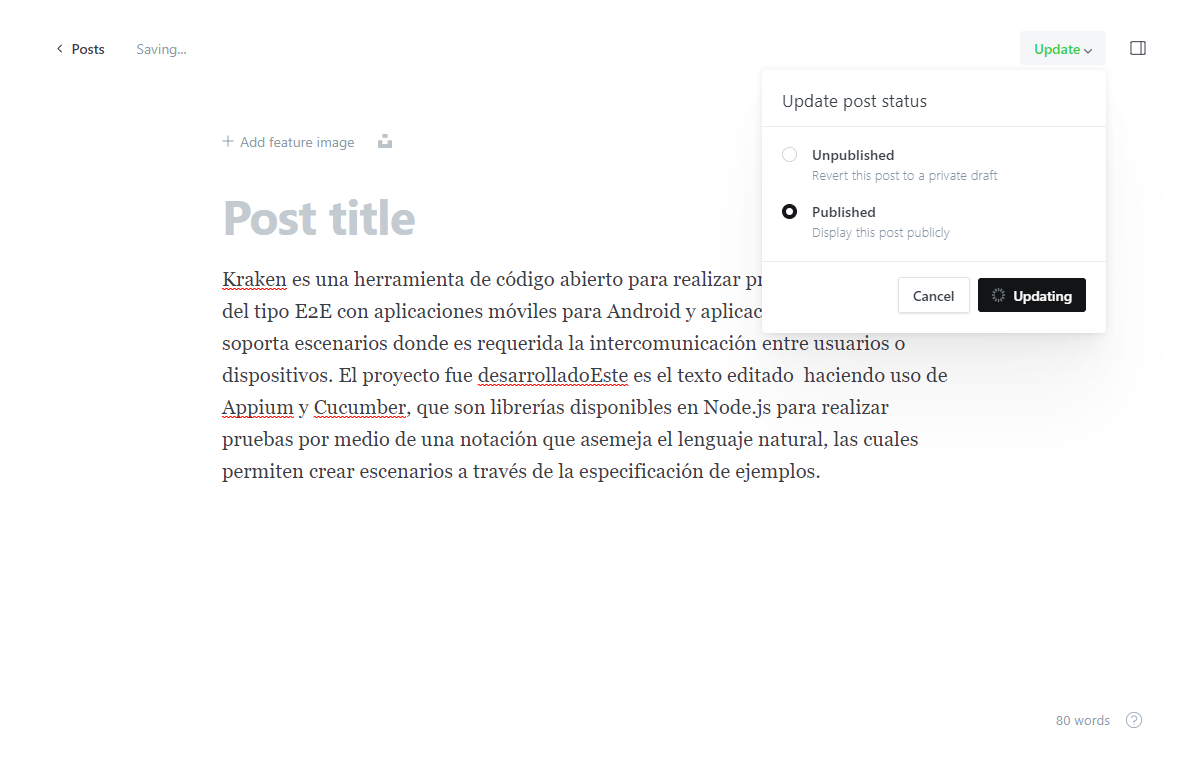 Posts
Saving...
Update
Update post status
Unpublished
Revert this post to a private draft
Published
Display this post publicly
Cancel
Updating
Add feature image
Post title
Kraken es una herramienta de código abierto para realizar
del tipo E2E con aplicaciones móviles para Android y
soporta escenarios donde es requerida la intercomunicación entre usuarios o
dispositivos. El proyecto fue desarrolladoEste es el texto editado  haciendo uso de
Appium y Cucumber, que son librerías disponibles en Node.js para realizar
pruebas por medio de una notación que asemeja el lenguaje natural, las cuales
permiten crear escenarios a través de la especificación de ejemplos.
80 words
?